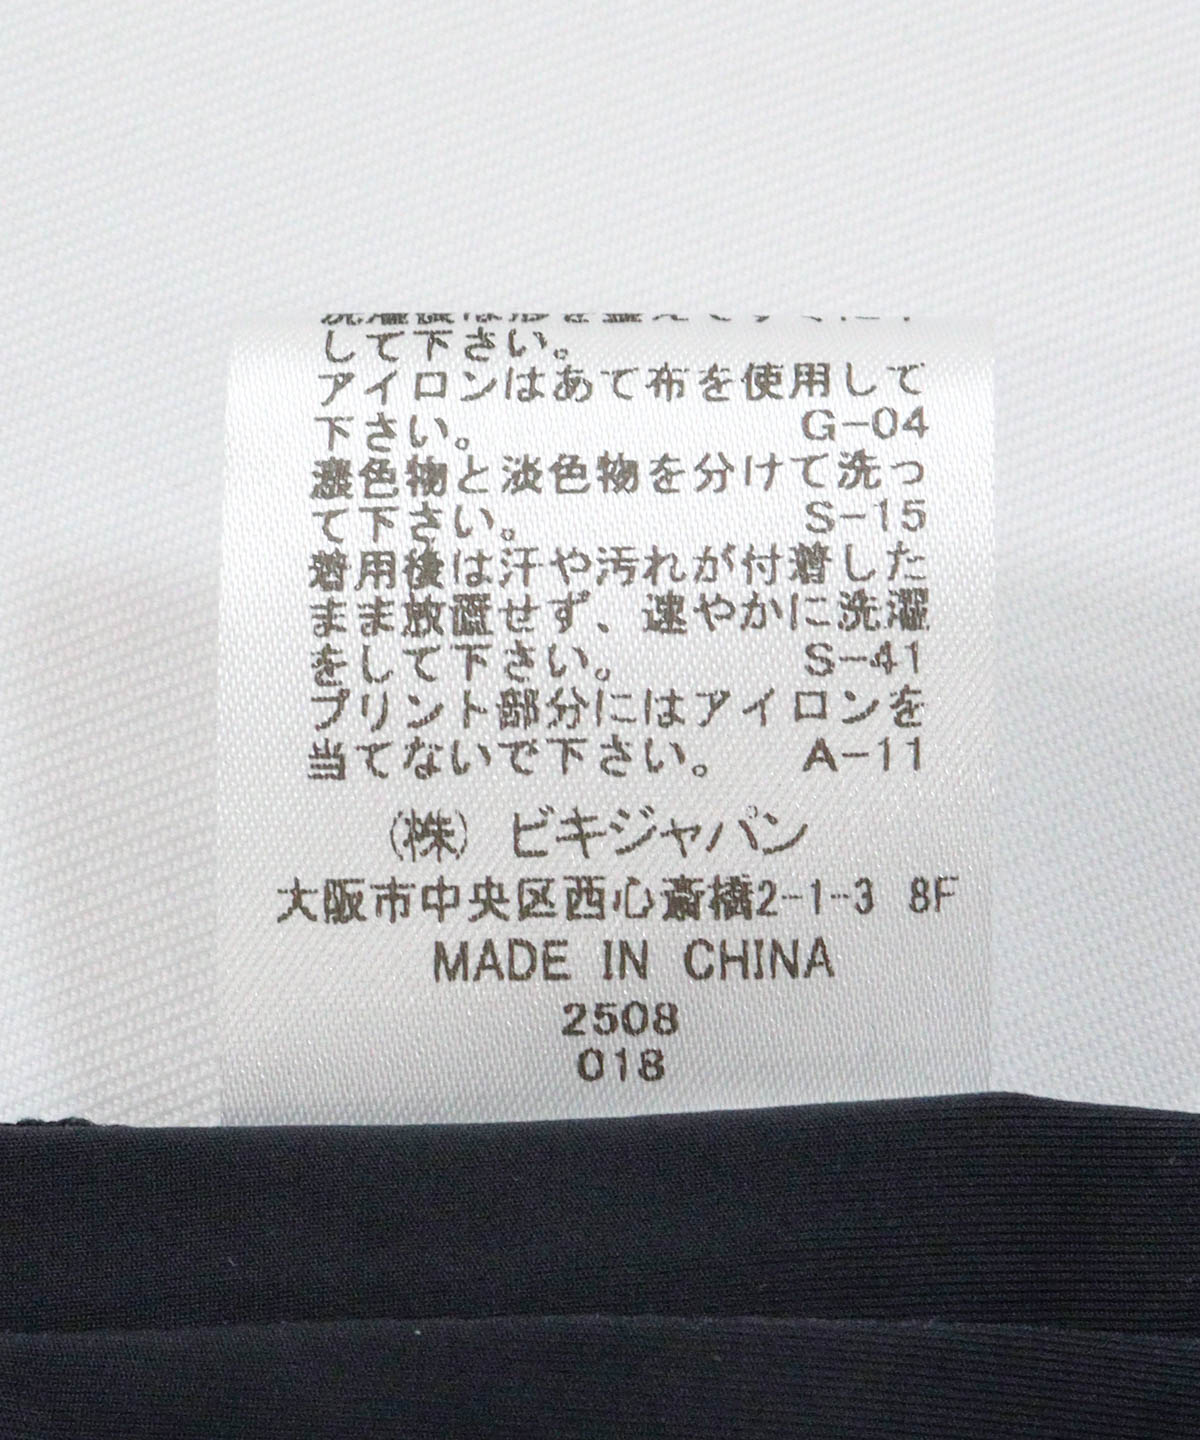 して下さい。
アイロンはあて布を使用して
下さい。 G-04
濃色物と淡色物を分けて洗っ
て下さい。 S-15
着用後は汗や汚れが付着した
まま放置せず、速やかに洗濯
をして下さい。 S-41
プリント部分にはアイロンを
当てないで下さい。 A-11
(株) ビキジャパン
大阪市中央区西心斎橋2-1-3 8F
MADE IN CHINA
2508
018